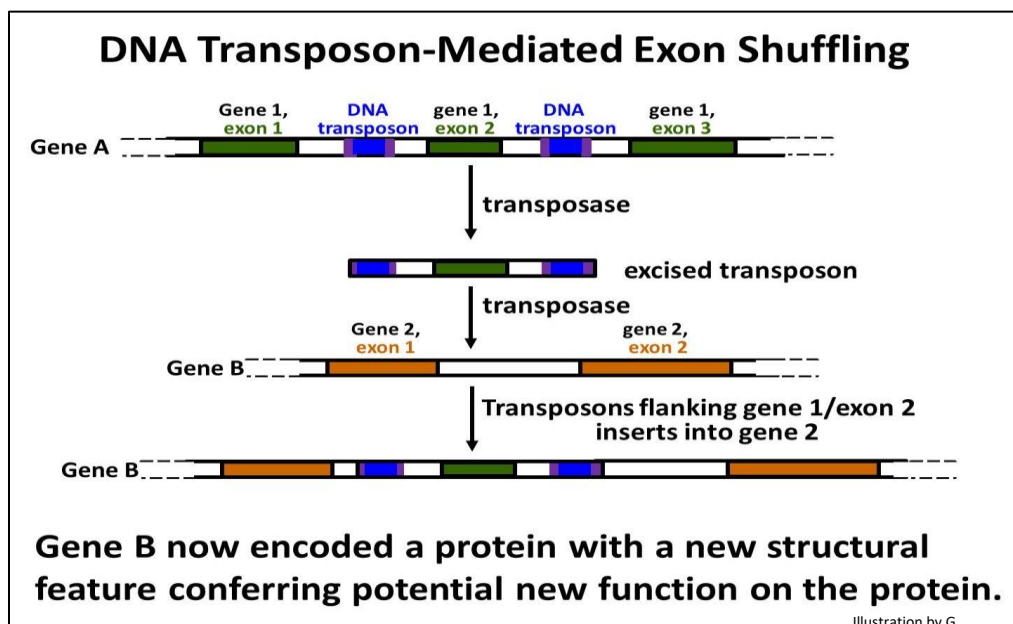 DNA Transposon-Mediated Exon Shuffling
Gene 1, DNA gene 1, DNA gene 1,
exon 1 transposon exon 2 transposon exon 3
Gene A
transposase
excised transposon
transposase
Gene 2, gene 2,
exon 1 exon 2
Gene B
Transposons flanking gene 1/exon 2
inserts into gene 2
Gene B
Gene B now encoded a protein with a new structural
feature conferring potential new function on the protein.
Illustration by G